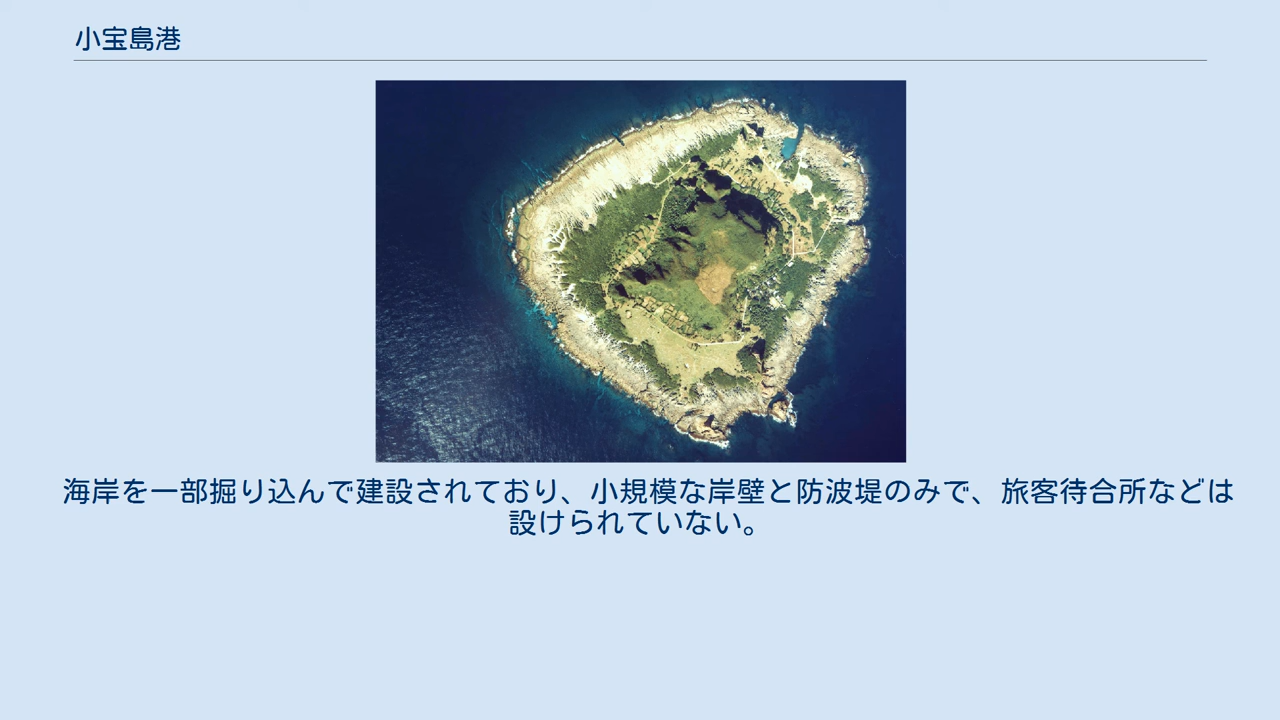 小宝島港
海岸を一部掘り込んで建設されており、小規模な岸壁と防波堤のみで、旅客待合所などは
設けられていない。